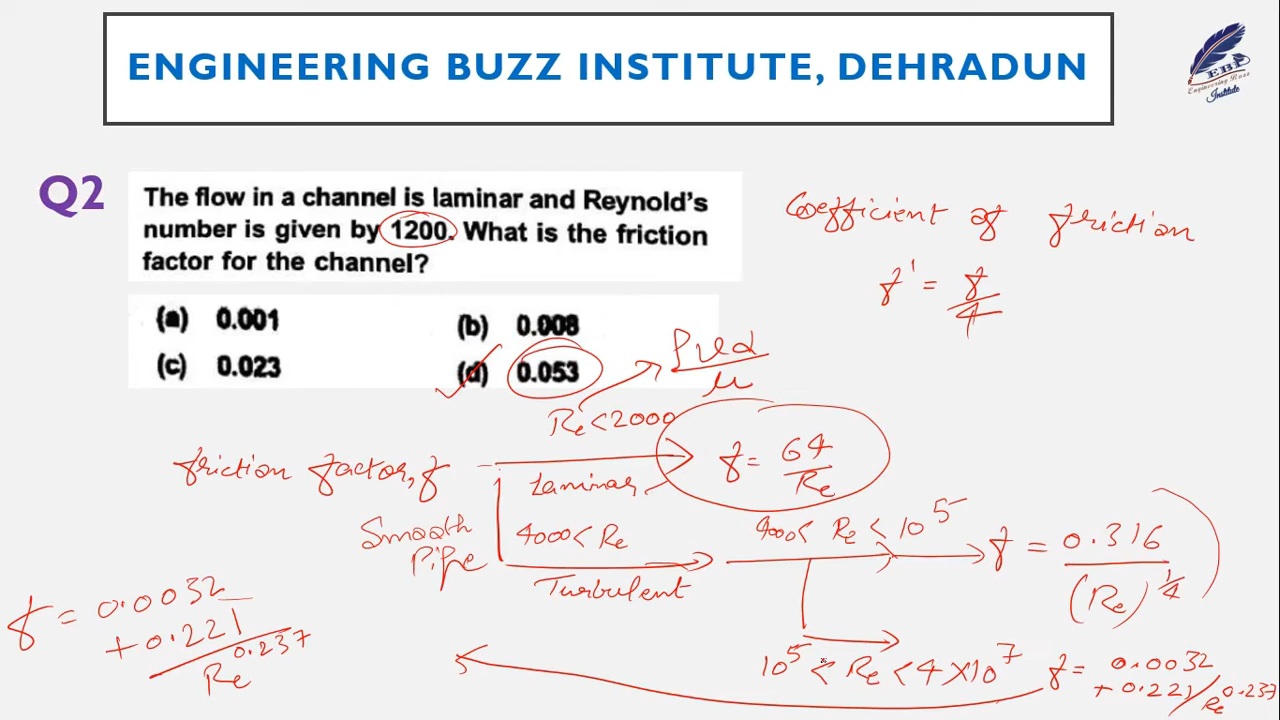 ENGINEERING BUZZ INSTITUTE, DEHRADUN
EBI
Engineering Buzz
Institute
Q2
The flow in a channel is laminar and Reynold's
number is given by 1200. What is the friction
factor for the channel?
(a) 0.001
(b) 0.008
(c) 0.023
(d) 0.053
Coefficient of friction
f' = f/4
ρvd/μ
Re<2000
friction factor, f
Laminar
f = 64/Re
Smooth
Pipe
4000< Re
Turbulent
4000< Re < 10^5
f = 0.316/(Re)^1/4
10^5 < Re < 4×10^7
f = 0.0032
+ 0.221/Re^0.237
f = 0.0032
+ 0.221/Re^0.237